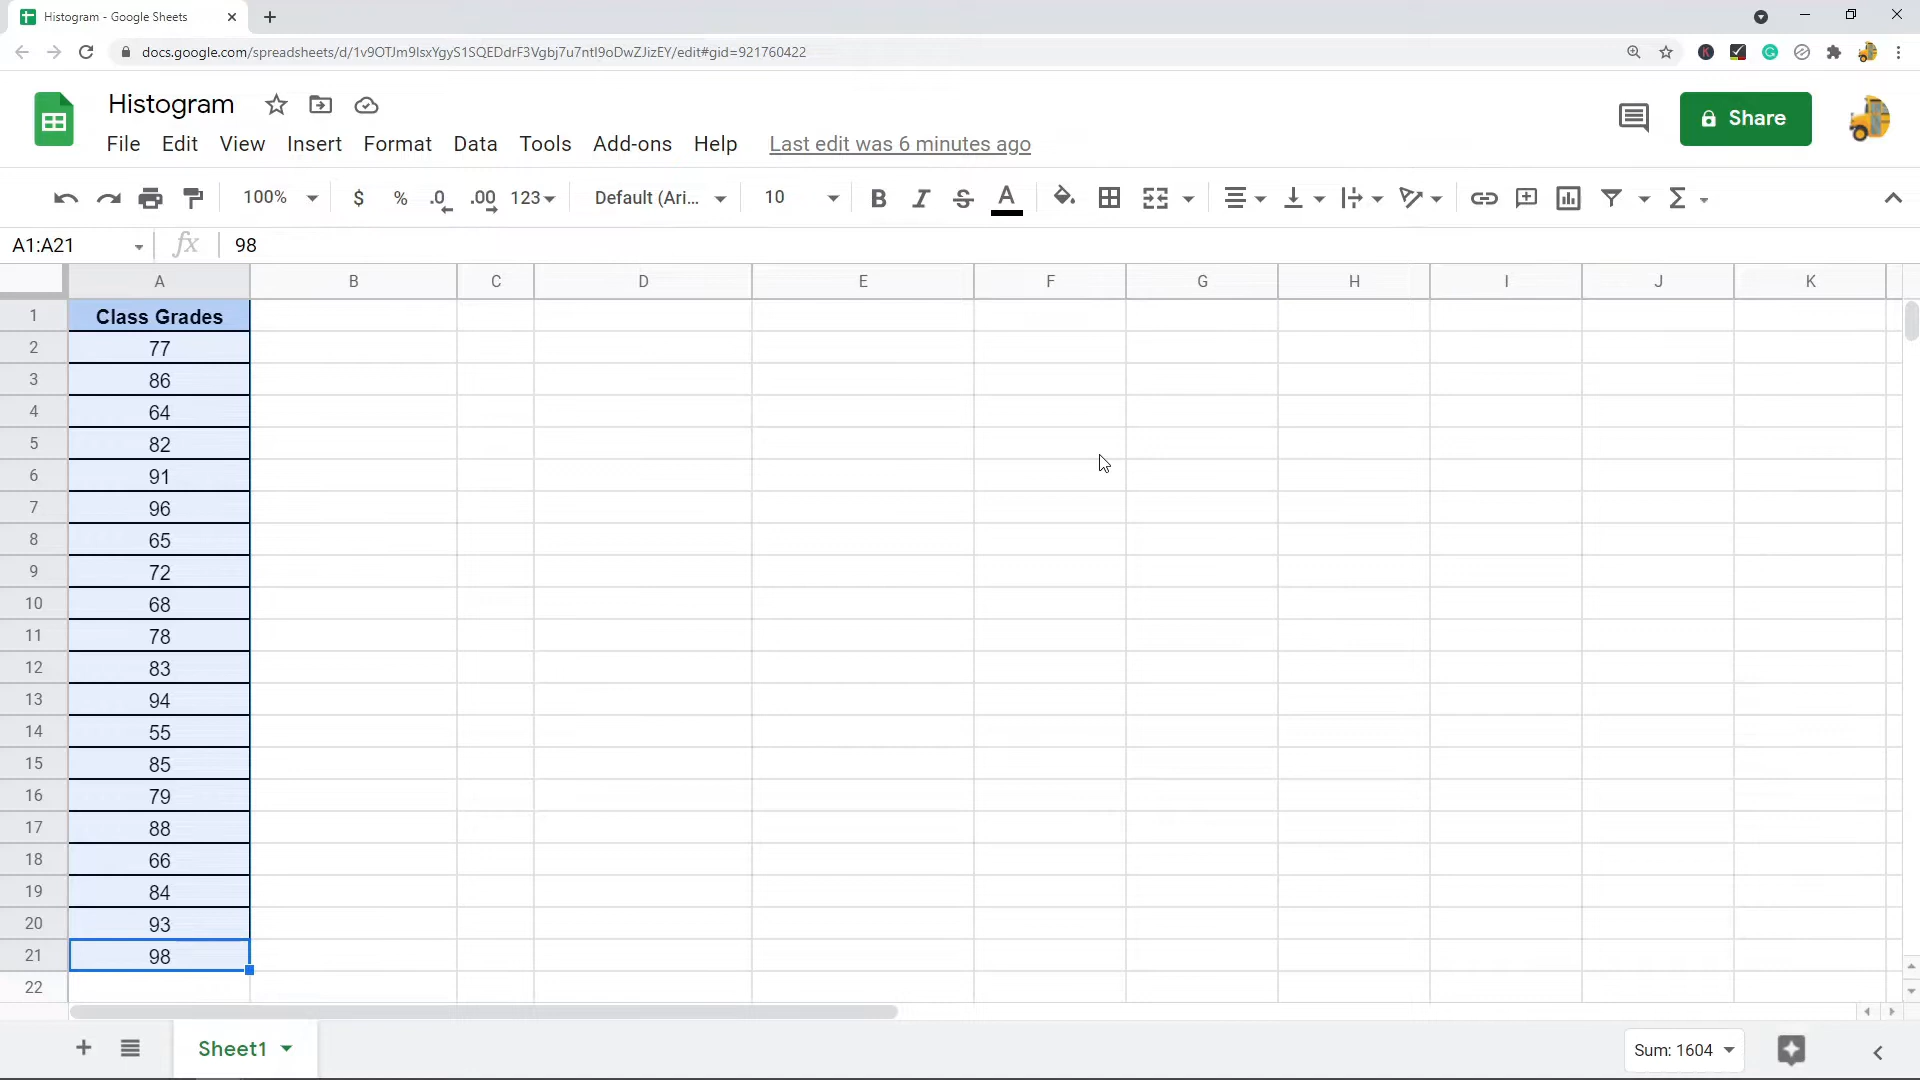 Histogram - Google Sheets
docs.google.com/spreadsheets/d/1v9OTJm9IsxYgyS1SQEDdrF3Vgbj7u7ntI9oDwZJizEY/edit#gid=921760422
Histogram
Share
File Edit View Insert Format Data Tools Add-ons Help Last edit was 6 minutes ago
100% $ % .0 .00 123 Default (Ari... 10 B I S A Σ
A1:A21 fx 98
A B C D E F G H I J K
1 Class Grades
2 77
3 86
4 64
5 82
6 91
7 96
8 65
9 72
10 68
11 78
12 83
13 94
14 55
15 85
16 79
17 88
18 66
19 84
20 93
21 98
22
Sheet1 Sum: 1604